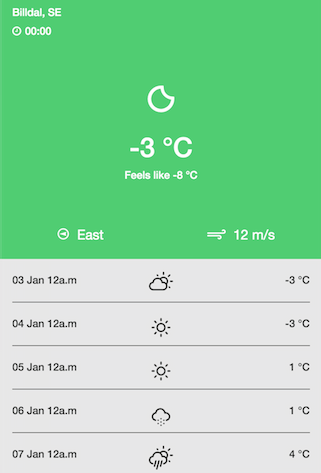 Billdal, SE
00:00
-3 °C
Feels like -8 °C
East 12 m/s
03 Jan 12a.m -3 °C
04 Jan 12a.m -3 °C
05 Jan 12a.m 1 °C
06 Jan 12a.m 1 °C
07 Jan 12a.m 4 °C